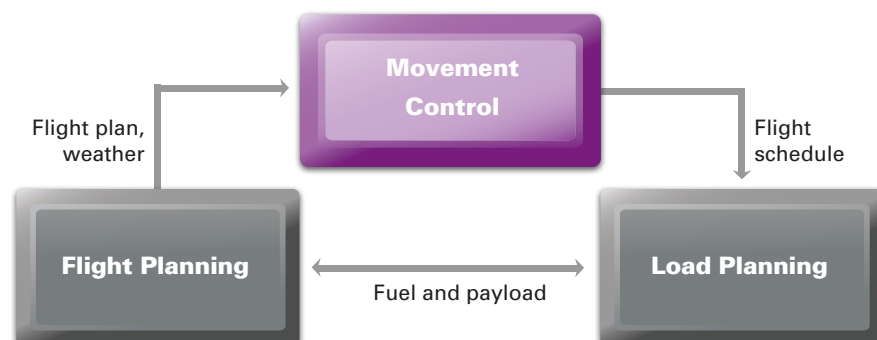 Movement
Control
Flight plan,
weather
Flight
schedule
Flight Planning
Load Planning
Fuel and payload